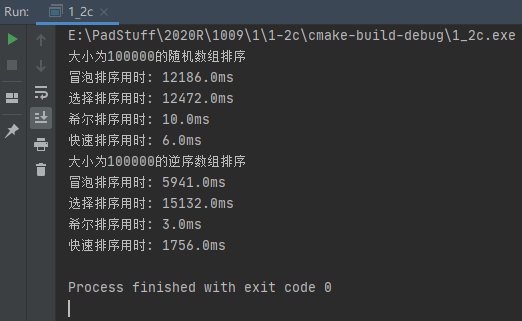 Run: 1_2c ×
E:\PadStuff\2020R\1009\1\1-2c\cmake-build-debug\1_2c.exe
大小为100000的随机数组排序
冒泡排序用时: 12186.0ms
选择排序用时: 12472.0ms
希尔排序用时: 10.0ms
快速排序用时: 6.0ms
大小为100000的逆序数组排序
冒泡排序用时: 5941.0ms
选择排序用时: 15132.0ms
希尔排序用时: 3.0ms
快速排序用时: 1756.0ms
Process finished with exit code 0